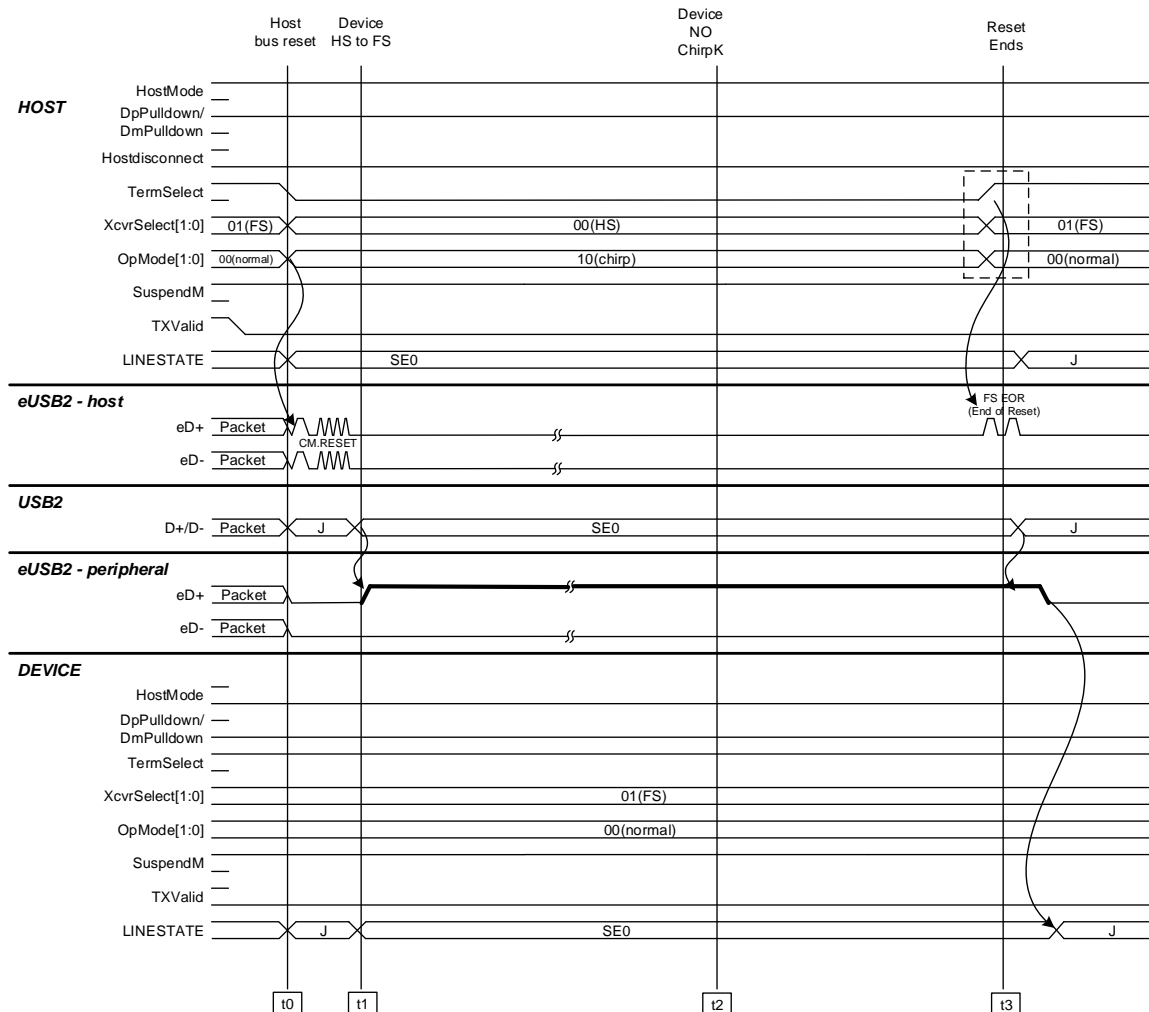 Host
bus reset
Device
HS to FS
Device
NO
ChirpK
Reset
Ends
HOST
HostMode
DpPulldown/
DmPulldown
Hostdisconnect
TermSelect
XcvrSelect[1:0] 01(FS) 00(HS) 01(FS)
OpMode[1:0] 00(normal) 10(chirp) 00(normal)
SuspendM
TXValid
LINESTATE SE0 J
eUSB2 - host
FS EOR
(End of Reset)
eD+ Packet
CM.RESET
eD- Packet
USB2
D+/D- Packet J SE0 J
eUSB2 - peripheral
eD+ Packet
eD- Packet
DEVICE
HostMode
DpPulldown/
DmPulldown
TermSelect
XcvrSelect[1:0] 01(FS)
OpMode[1:0] 00(normal)
SuspendM
TXValid
LINESTATE J SE0 J
t0 t1 t2 t3